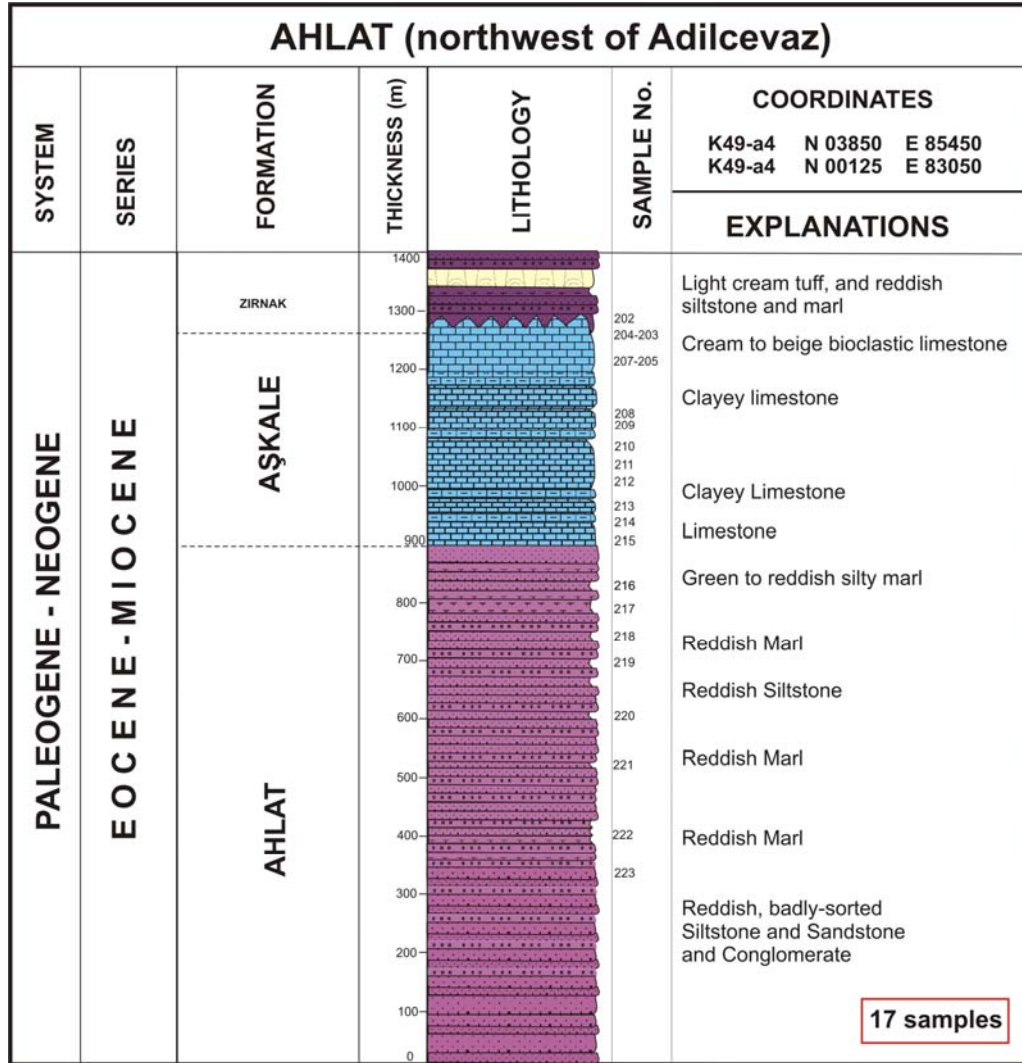 AHLAT (northwest of Adilcevaz)
SYSTEM
SERIES
FORMATION
THICKNESS (m)
LITHOLOGY
SAMPLE No.
COORDINATES
K49-a4 N 03850 E 85450
K49-a4 N 00125 E 83050
EXPLANATIONS
PALEOGENE - NEOGENE
EOCENE-MIOCENE
ZIRNAK
AŞKALE
AHLAT
1400
1300
1200
1100
1000
900
800
700
600
500
400
300
200
100
0
202
204-203
207-205
208
209
210
211
212
213
214
215
216
217
218
219
220
221
222
223
Light cream tuff, and reddish
siltstone and marl
Cream to beige bioclastic limestone
Clayey limestone
Clayey Limestone
Limestone
Green to reddish silty marl
Reddish Marl
Reddish Siltstone
Reddish Marl
Reddish Marl
Reddish, badly-sorted
Siltstone and Sandstone
and Conglomerate
17 samples